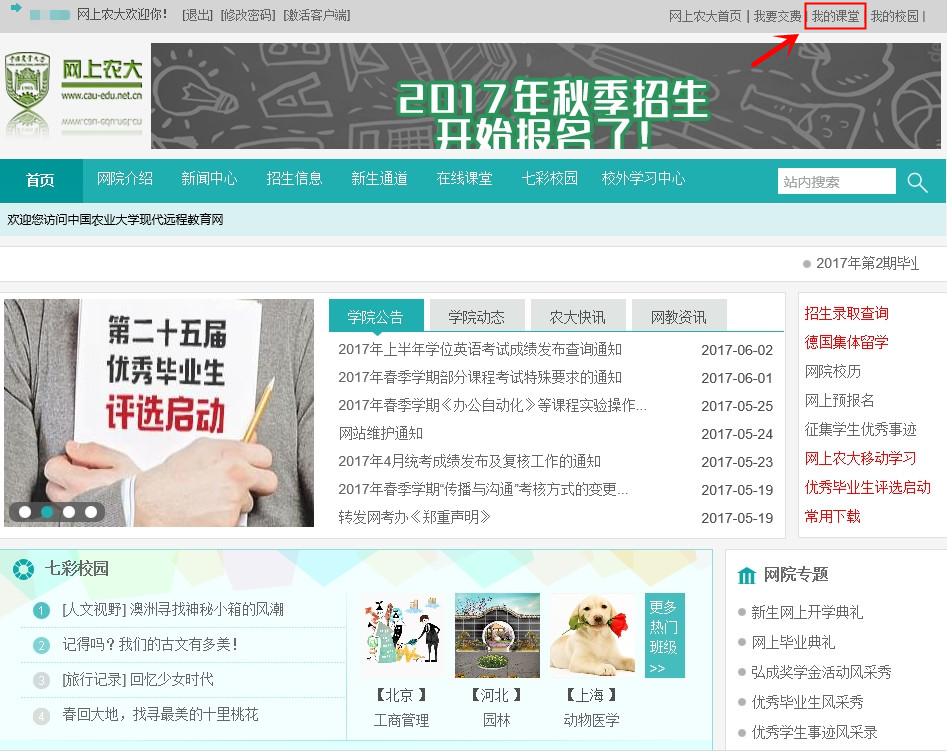 网上农大欢迎你! [退出] [修改密码] [激活客户端]
网上农大首页 | 我要交费 | 我的课堂 | 我的校园 |
网上农大
www.cau-edu.net.cn
2017年秋季招生
开始报名了!
首页 网院介绍 新闻中心 招生信息 新生通道 在线课堂 七彩校园 校外学习中心 站内搜索
欢迎您访问中国农业大学现代远程教育网
2017年第2期毕业
第二十五届
优秀毕业生
评选启动
学院公告 学院动态 农大快讯 网教资讯
2017年上半年学位英语考试成绩发布查询通知 2017-06-02
2017年春季学期部分课程考试特殊要求的通知 2017-06-01
2017年春季学期《办公自动化》等课程实验操作... 2017-05-25
网站维护通知 2017-05-24
2017年4月统考成绩发布及复核工作的通知 2017-05-23
2017年春季学期“传播与沟通”考核方式的变更... 2017-05-19
转发网考办《郑重声明》 2017-05-19
招生录取查询
德国集体留学
网院校历
网上预报名
征集学生优秀事迹
网上农大移动学习
优秀毕业生评选启动
常用下载
七彩校园
1 [人文视野] 澳洲寻找神秘小箱的风潮
2 记得吗？我们的古文有多美！
3 [旅行记录] 回忆少女时代
4 春回大地，找寻最美的十里桃花
【北京 】
工商管理
【河北 】
园林
【上海 】
动物医学
更多
热门
班级
>>
网院专题
新生网上开学典礼
网上毕业典礼
弘成奖学金活动风采秀
优秀毕业生风采秀
优秀学生事迹风采录